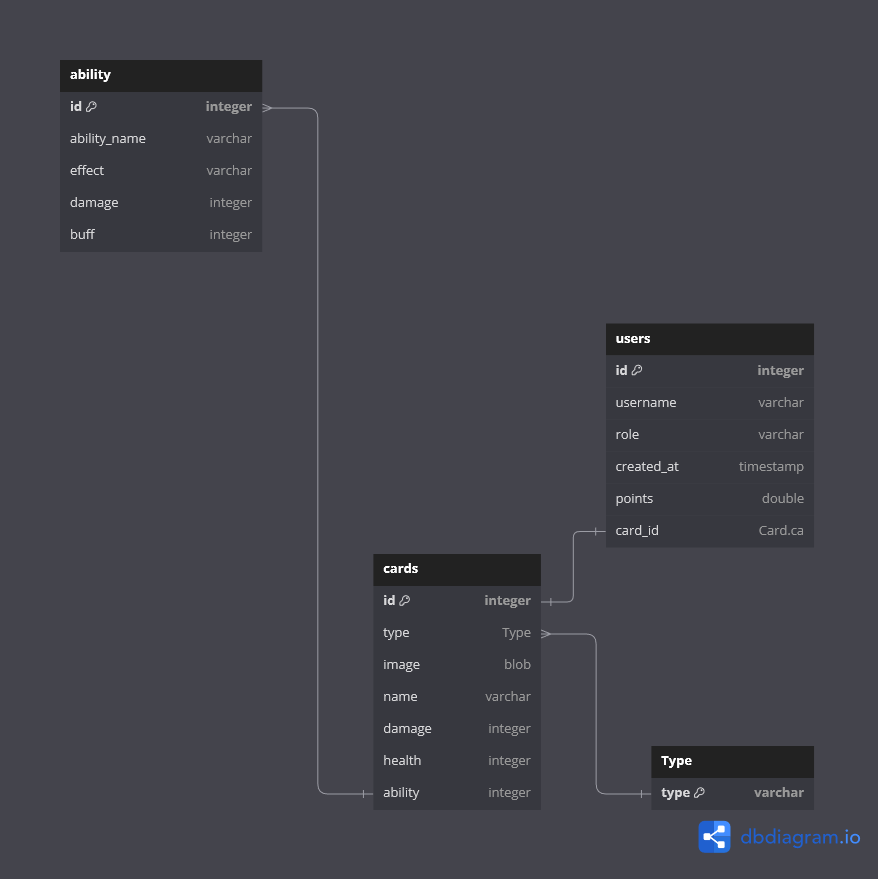 ability
id integer
ability_name varchar
effect varchar
damage integer
buff integer
users
id integer
username varchar
role varchar
created_at timestamp
points double
card_id Card.ca
cards
id integer
type Type
image blob
name varchar
damage integer
health integer
ability integer
Type
type varchar
dbdiagram.io